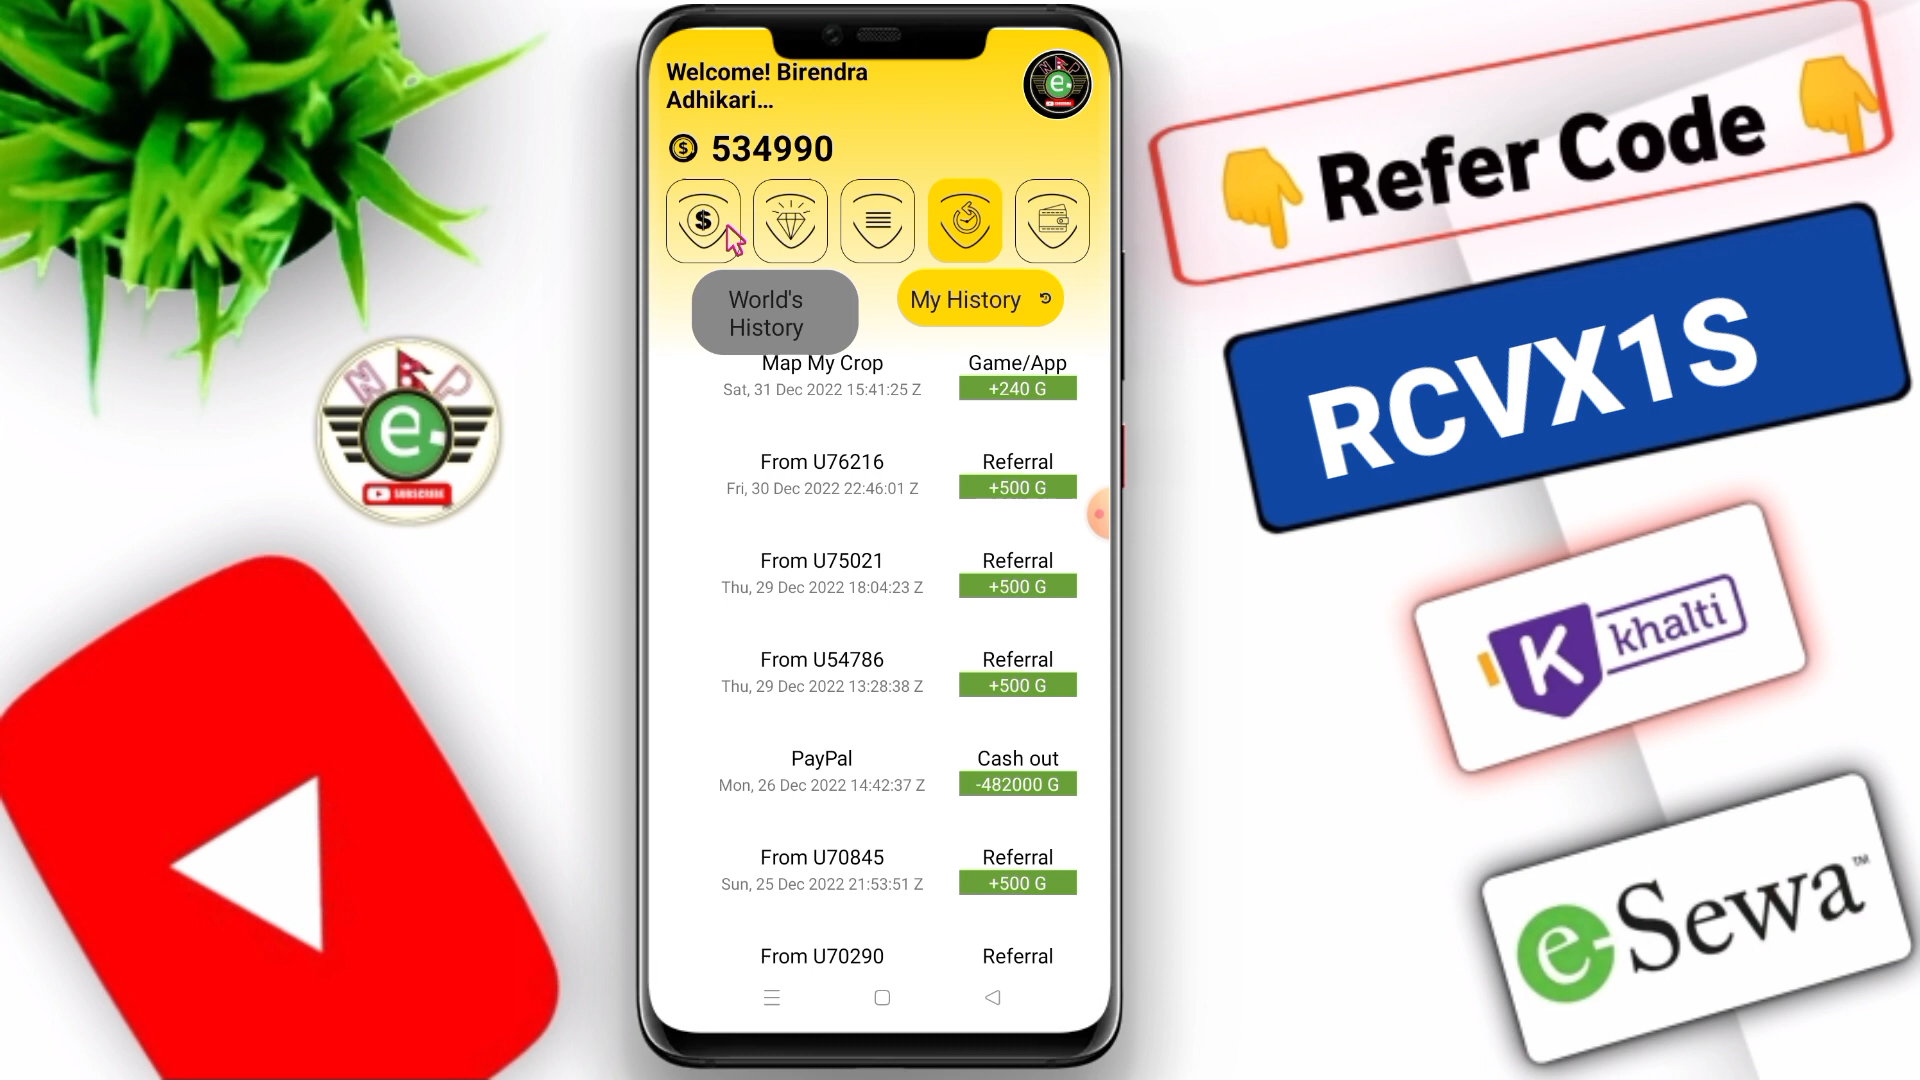 Welcome! Birendra
Adhikari...
534990
World's
History
My History
Map My Crop
Game/App
Sat, 31 Dec 2022 15:41:25 Z
+240 G
From U76216
Referral
Fri, 30 Dec 2022 22:46:01 Z
+500 G
From U75021
Referral
Thu, 29 Dec 2022 18:04:23 Z
+500 G
From U54786
Referral
Thu, 29 Dec 2022 13:28:38 Z
+500 G
PayPal
Cash out
Mon, 26 Dec 2022 14:42:37 Z
-482000 G
From U70845
Referral
Sun, 25 Dec 2022 21:53:51 Z
+500 G
From U70290
Referral
Refer Code
RCVX1S
K khalti
e-Sewa™
N P
e
SUBSCRIBE